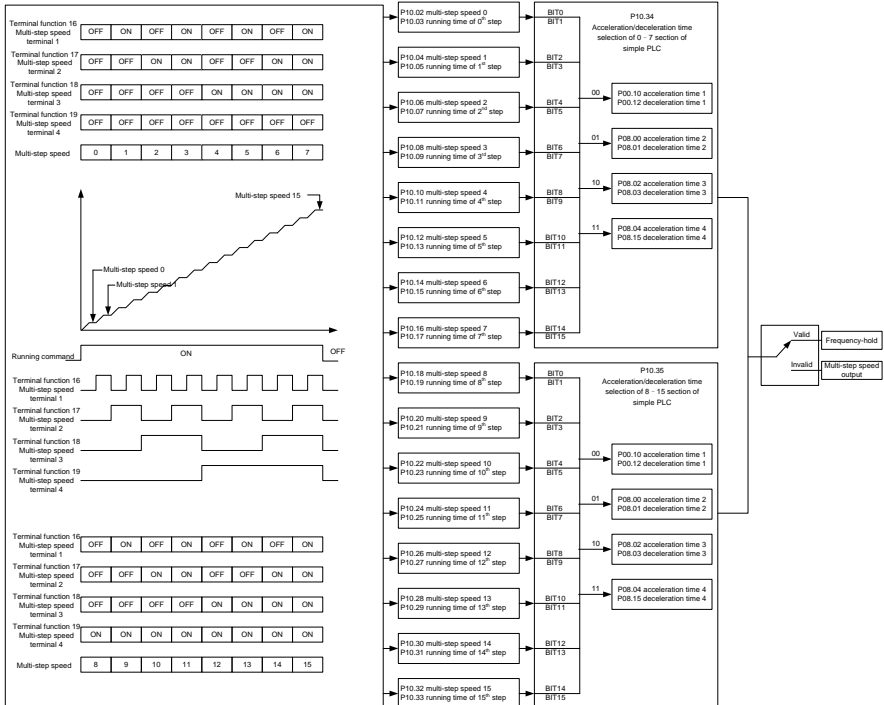 Terminal function 16
Multi-step speed
terminal 1
OFF ON OFF ON OFF ON OFF ON
Terminal function 17
Multi-step speed
terminal 2
OFF OFF ON ON OFF OFF ON ON
Terminal function 18
Multi-step speed
terminal 3
OFF OFF OFF OFF ON ON ON ON
Terminal function 19
Multi-step speed
terminal 4
OFF OFF OFF OFF OFF OFF OFF OFF
Multi-step speed
0 1 2 3 4 5 6 7
Multi-step speed 15
Multi-step speed 0
Multi-step speed 1
Running command
ON
OFF
Terminal function 16
Multi-step speed
terminal 1
Terminal function 17
Multi-step speed
terminal 2
Terminal function 18
Multi-step speed
terminal 3
Terminal function 19
Multi-step speed
terminal 4
Terminal function 16
Multi-step speed
terminal 1
OFF ON OFF ON OFF ON OFF ON
Terminal function 17
Multi-step speed
terminal 2
OFF OFF ON ON OFF OFF ON ON
Terminal function 18
Multi-step speed
terminal 3
OFF OFF OFF OFF ON ON ON ON
Terminal function 19
Multi-step speed
terminal 4
ON ON ON ON ON ON ON ON
Multi-step speed
8 9 10 11 12 13 14 15
P10.02 multi-step speed 0
P10.03 running time of 0th step
P10.04 multi-step speed 1
P10.05 running time of 1st step
P10.06 multi-step speed 2
P10.07 running time of 2nd step
P10.08 multi-step speed 3
P10.09 running time of 3rd step
P10.10 multi-step speed 4
P10.11 running time of 4th step
P10.12 multi-step speed 5
P10.13 running time of 5th step
P10.14 multi-step speed 6
P10.15 running time of 6th step
P10.16 multi-step speed 7
P10.17 running time of 7th step
P10.18 multi-step speed 8
P10.19 running time of 8th step
P10.20 multi-step speed 9
P10.21 running time of 9th step
P10.22 multi-step speed 10
P10.23 running time of 10th step
P10.24 multi-step speed 11
P10.25 running time of 11th step
P10.26 multi-step speed 12
P10.27 running time of 12th step
P10.28 multi-step speed 13
P10.29 running time of 13th step
P10.30 multi-step speed 14
P10.31 running time of 14th step
P10.32 multi-step speed 15
P10.33 running time of 15th step
BIT0
BIT1
BIT2
BIT3
BIT4
BIT5
BIT6
BIT7
BIT8
BIT9
BIT10
BIT11
BIT12
BIT13
BIT14
BIT15
P10.34
Acceleration/deceleration time
selection of 0 - 7 section of
simple PLC
00
P00.10 acceleration time 1
P00.12 deceleration time 1
01
P08.00 acceleration time 2
P08.01 deceleration time 2
10
P08.02 acceleration time 3
P08.03 deceleration time 3
11
P08.04 acceleration time 4
P08.15 deceleration time 4
BIT0
BIT1
BIT2
BIT3
BIT4
BIT5
BIT6
BIT7
BIT8
BIT9
BIT10
BIT11
BIT12
BIT13
BIT14
BIT15
P10.35
Acceleration/deceleration time
selection of 8 - 15 section of
simple PLC
00
P00.10 acceleration time 1
P00.12 deceleration time 1
01
P08.00 acceleration time 2
P08.01 deceleration time 2
10
P08.02 acceleration time 3
P08.03 deceleration time 3
11
P08.04 acceleration time 4
P08.15 deceleration time 4
Valid
Frequency-hold
Invalid
Multi-step speed
output